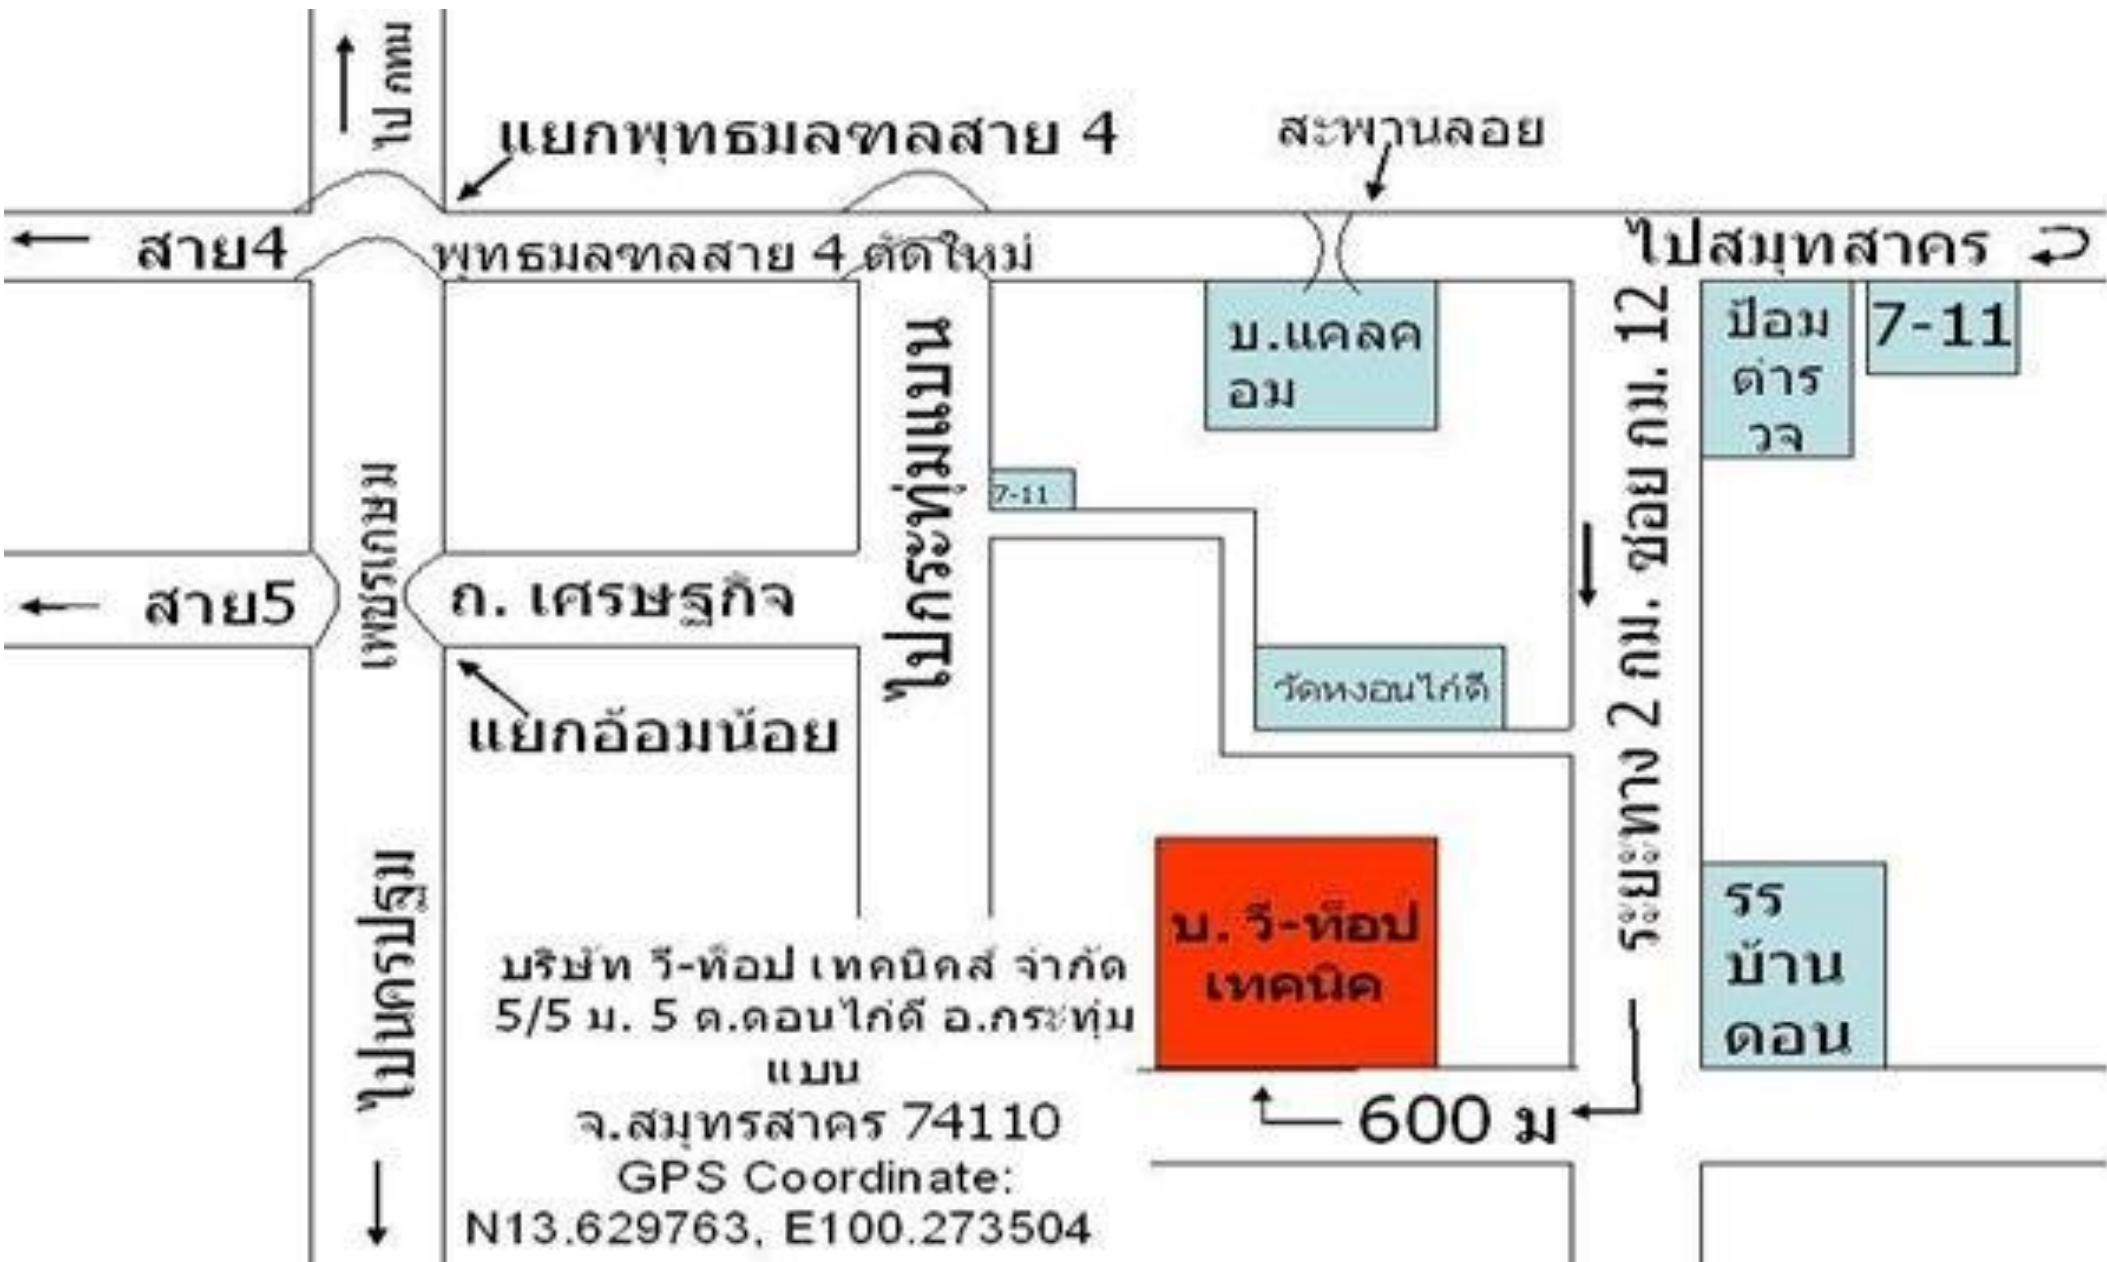 ไป กทม
แยกพุทธมลฑลสาย 4
สะพานลอย
สาย4
พุทธมลฑลสาย 4 ตัดใหม่
ไปสมุทสาคร
บ.แคลค
อม
ป้อม
ตำร
วจ
7-11
ไปกระทุ่มแบน
7-11
ระยะทาง 2 กม. ซอย กม. 12
เพชรเกษม
สาย5
ถ. เศรษฐกิจ
วัดหงอนไก่ดี
แยกอ้อมน้อย
ไปนครปฐม
บ. วี-ท็อป
เทคนิค
รร
บ้าน
ดอน
บริษัท วี-ท็อป เทคนิคส์ จำกัด
5/5 ม. 5 ต.ดอนไก่ดี อ.กระทุ่ม
แบน
จ.สมุทรสาคร 74110
GPS Coordinate:
N13.629763, E100.273504
600 ม